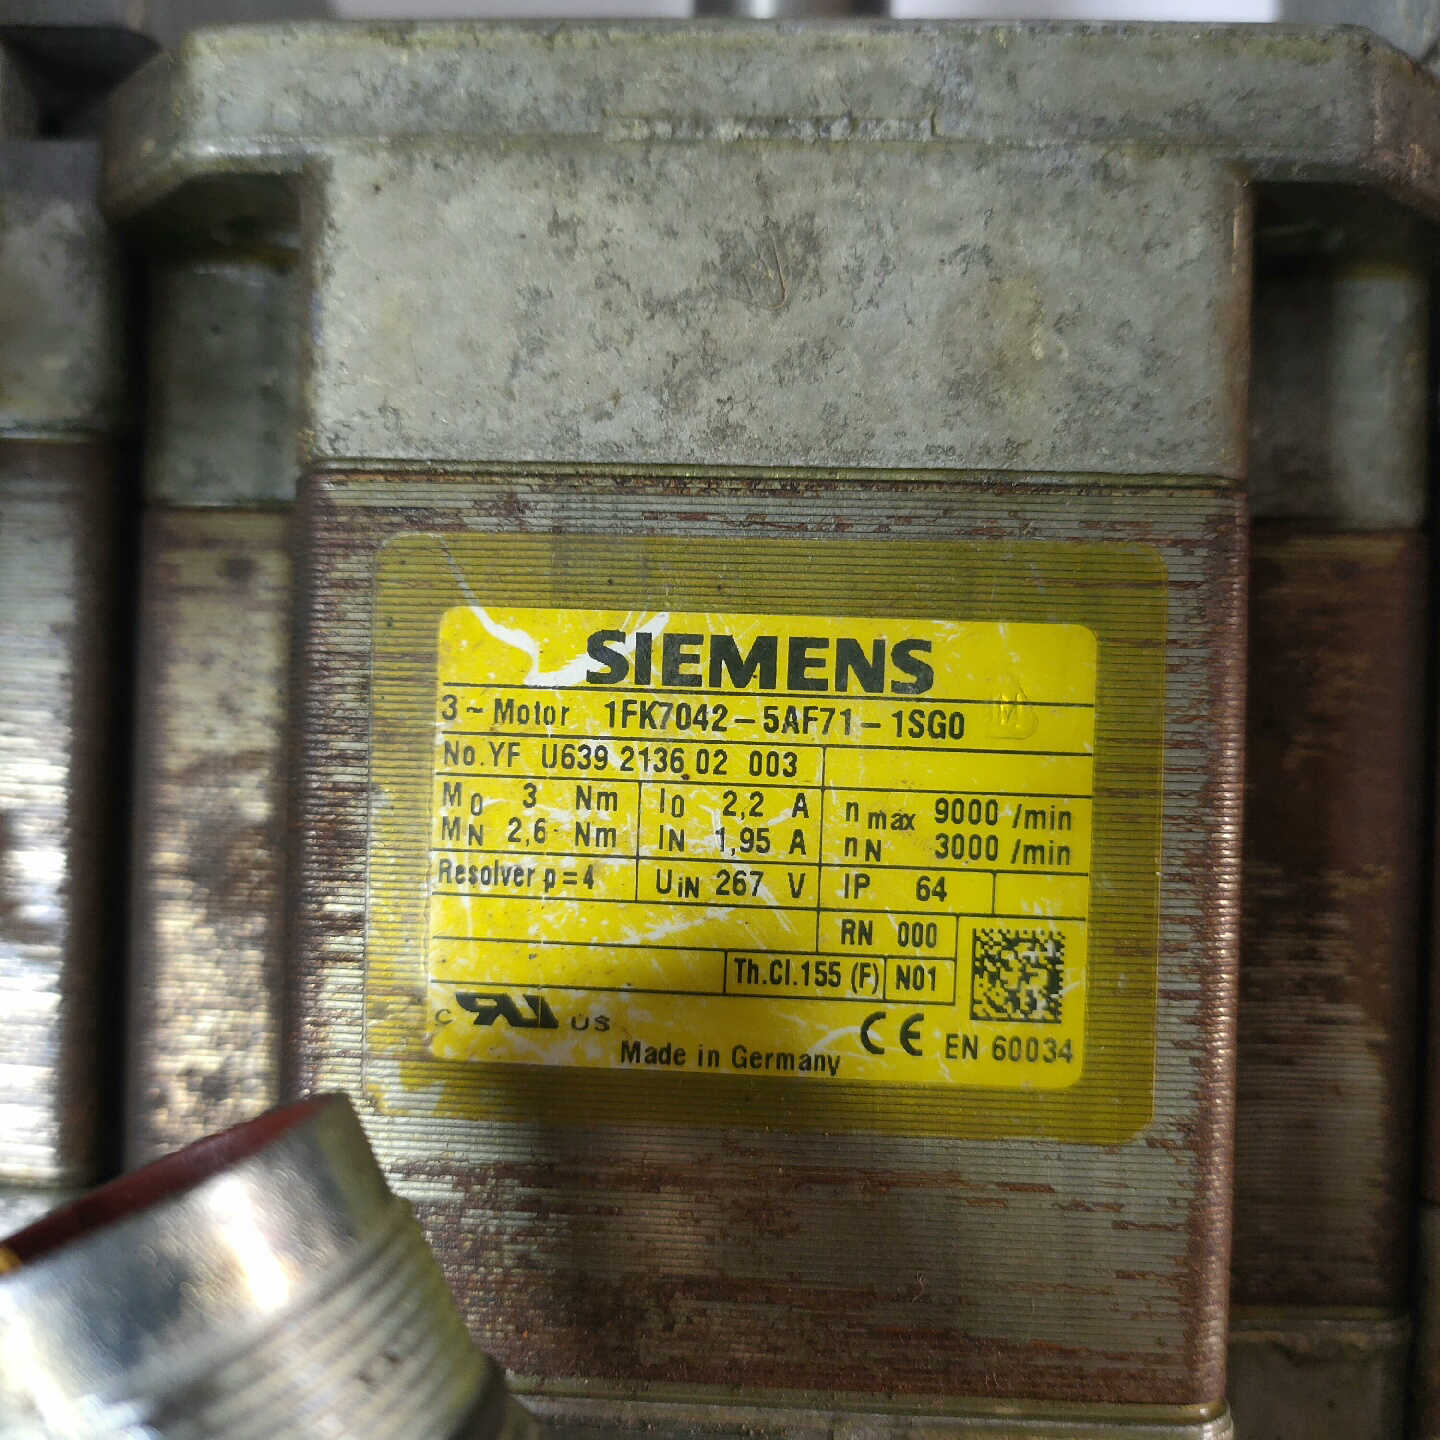 SIEMENS
3~Motor 1FK7042-5AF71-1SG0
No.YF U639 2136 02 003
M0 3 Nm I0 2,2 A nmax 9000 /min
MN 2,6 Nm IN 1,95 A nN 3000 /min
Resolver p=4 UIN 267 V IP 64
RN 000
Th.Cl.155 (F) N01
C RU US
Made in Germany CE EN 60034